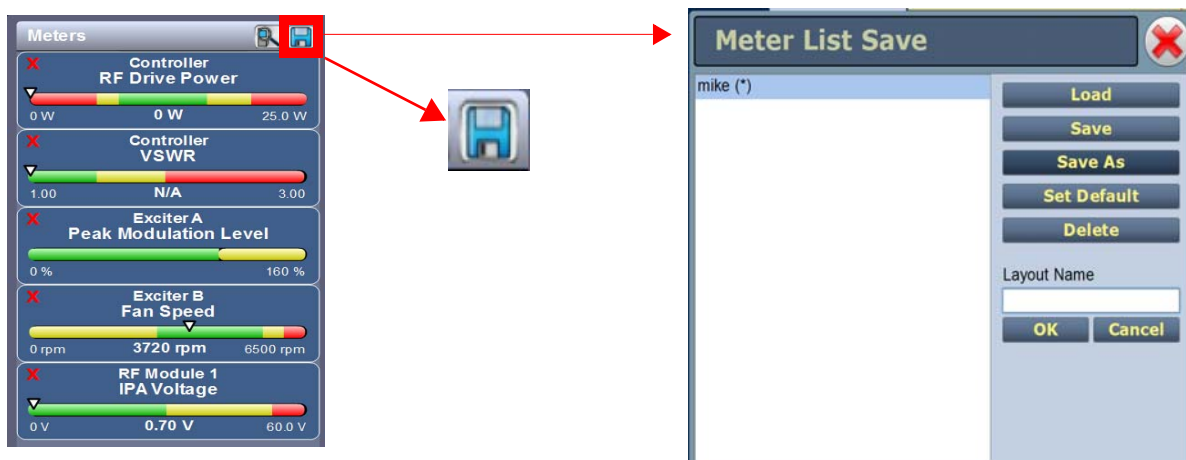 Meters
X Controller
RF Drive Power
0 W 0 W 25.0 W
X Controller
VSWR
1.00 N/A 3.00
X Exciter A
Peak Modulation Level
0 % 160 %
X Exciter B
Fan Speed
0 rpm 3720 rpm 6500 rpm
X RF Module 1
IPA Voltage
0 V 0.70 V 60.0 V
Meter List Save
mike (*)
Load
Save
Save As
Set Default
Delete
Layout Name
OK Cancel